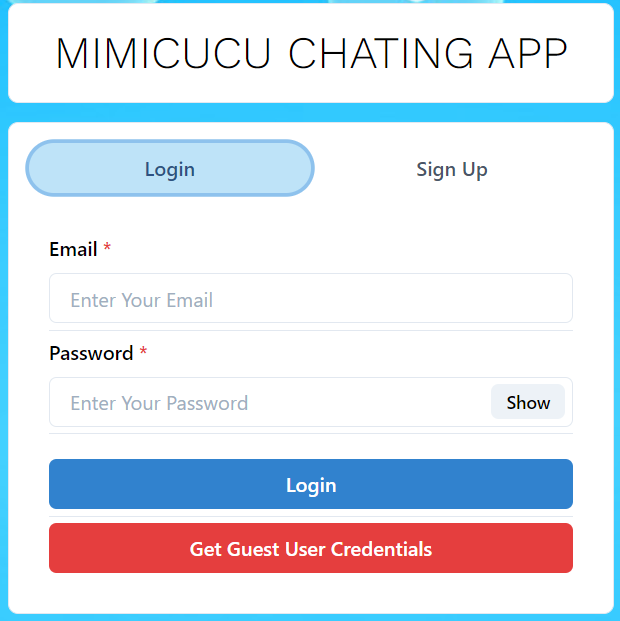 MIMICUCU CHATING APP
Login Sign Up
Email *
Enter Your Email
Password *
Enter Your Password Show
Login
Get Guest User Credentials